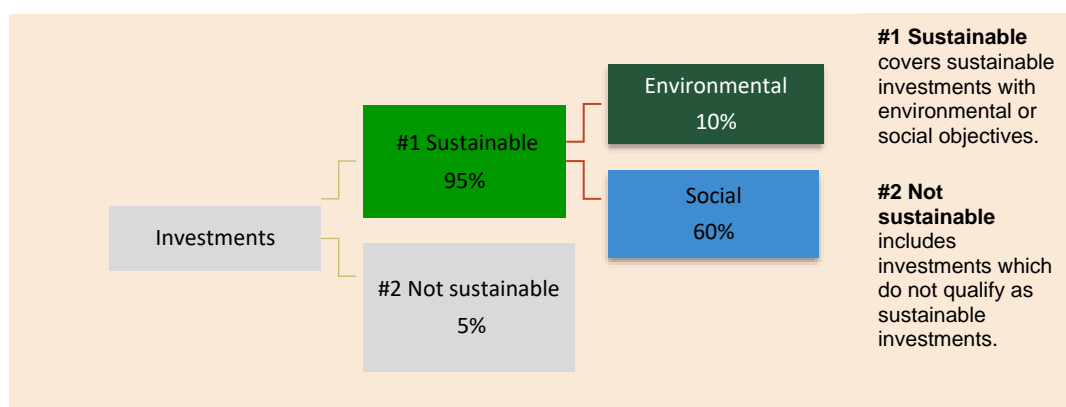 Investments
#1 Sustainable
95%
#2 Not sustainable
5%
Environmental
10%
Social
60%
#1 Sustainable
covers sustainable
investments with
environmental or
social objectives.
#2 Not
sustainable
includes
investments which
do not qualify as
sustainable
investments.